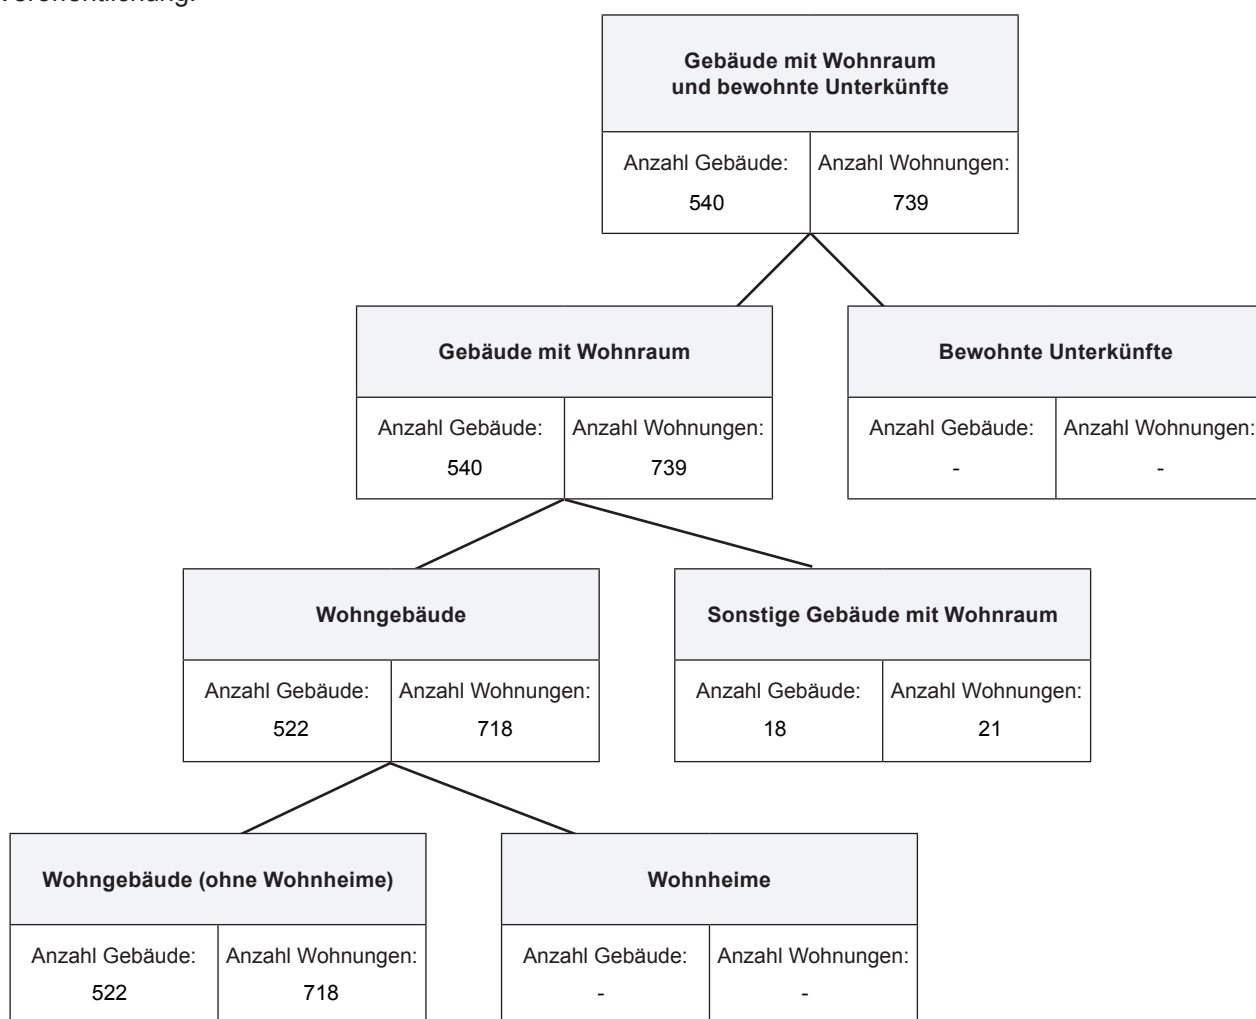 Veröffentlichung.
Gebäude mit Wohnraum
und bewohnte Unterkünfte
Anzahl Gebäude: Anzahl Wohnungen:
540 739
Gebäude mit Wohnraum Bewohnte Unterkünfte
Anzahl Gebäude: Anzahl Wohnungen: Anzahl Gebäude: Anzahl Wohnungen:
540 739 - -
Wohngebäude Sonstige Gebäude mit Wohnraum
Anzahl Gebäude: Anzahl Wohnungen: Anzahl Gebäude: Anzahl Wohnungen:
522 718 18 21
Wohngebäude (ohne Wohnheime) Wohnheime
Anzahl Gebäude: Anzahl Wohnungen: Anzahl Gebäude: Anzahl Wohnungen:
522 718 - -